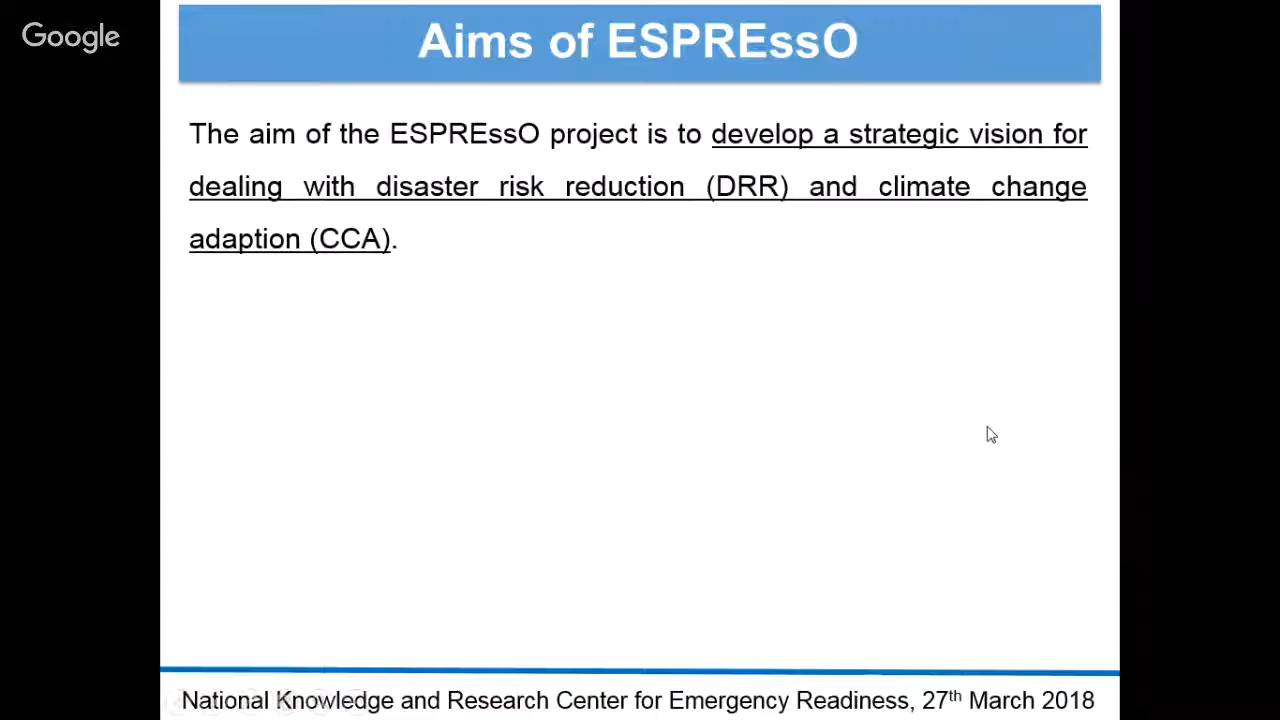 Google
Aims of ESPREssO
The aim of the ESPREssO project is to develop a strategic vision for
dealing with disaster risk reduction (DRR) and climate change
adaption (CCA).
National Knowledge and Research Center for Emergency Readiness, 27th March 2018